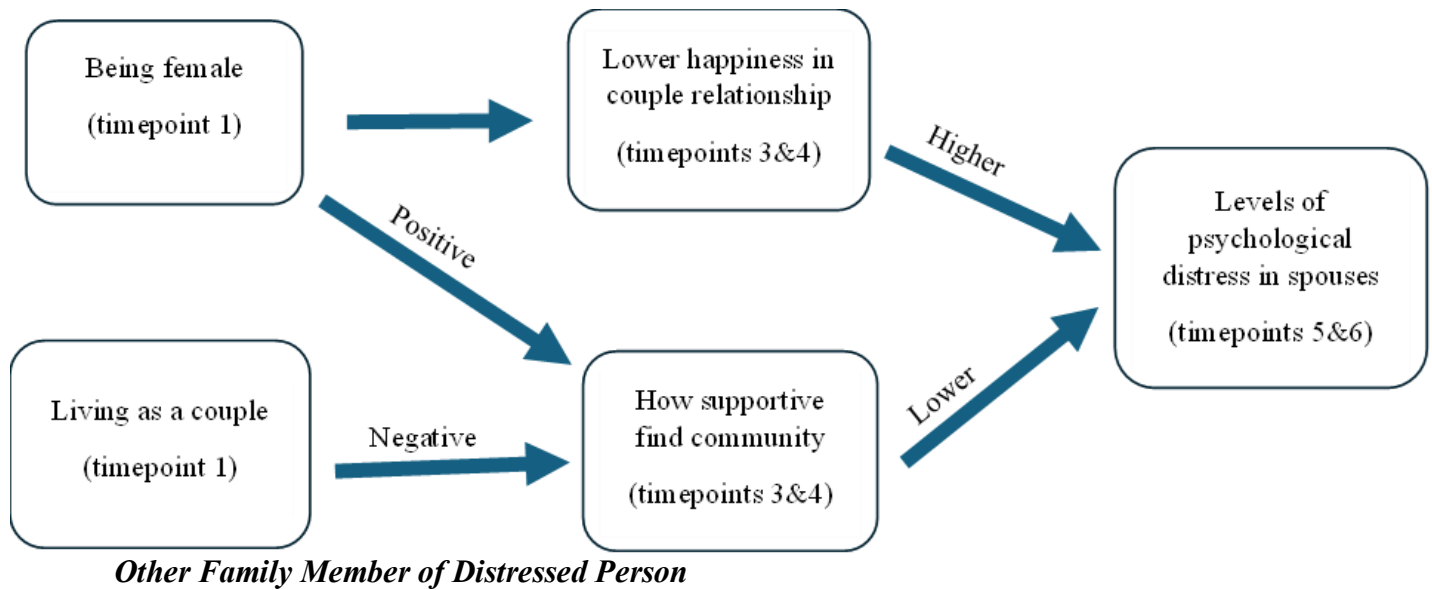 Being female
(timepoint 1)
Lower happiness in
couple relationship
(timepoints 3&4)
Higher
Positive
Levels of
psychological
distress in spouses
(timepoints 5&6)
Living as a couple
(timepoint 1)
Negative
How supportive
find community
(timepoints 3&4)
Lower
Other Family Member of Distressed Person